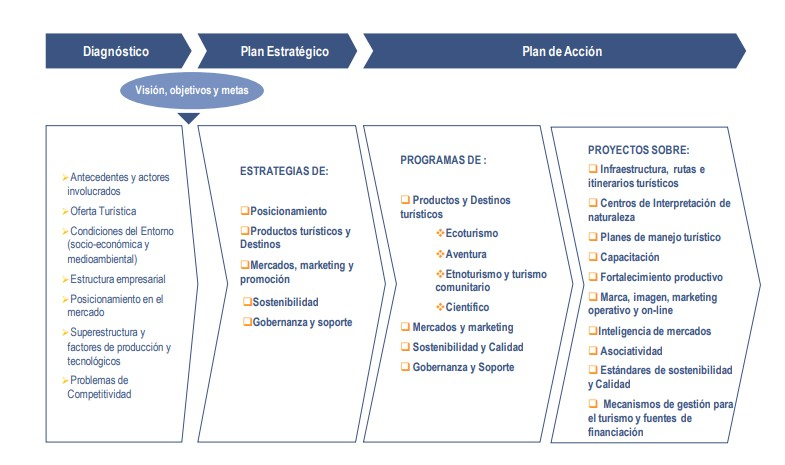 Diagnóstico
Plan Estratégico
Plan de Acción
Visión, objetivos y metas
Antecedentes y actores
involucrados
Oferta Turística
Condiciones del Entorno
(socio-económica y
medioambiental)
Estructura empresarial
Posicionamiento en el
mercado
Superestructura y
factores de producción y
tecnológicos
Problemas de
Competitividad
ESTRATEGIAS DE:
Posicionamiento
Productos turísticos y
Destinos
Mercados, marketing y
promoción
Sostenibilidad
Gobernanza y soporte
PROGRAMAS DE :
Productos y Destinos
turísticos
Ecoturismo
Aventura
Etnoturismo y turismo
comunitario
Científico
Mercados y marketing
Sostenibilidad y Calidad
Gobernanza y Soporte
PROYECTOS SOBRE:
Infraestructura, rutas e
itinerarios turísticos
Centros de Interpretación de
naturaleza
Planes de manejo turístico
Capacitación
Fortalecimiento productivo
Marca, imagen, marketing
operativo y on-line
Inteligencia de mercados
Asociatividad
Estándares de sostenibilidad
y Calidad
Mecanismos de gestión para
el turismo y fuentes de
financiación